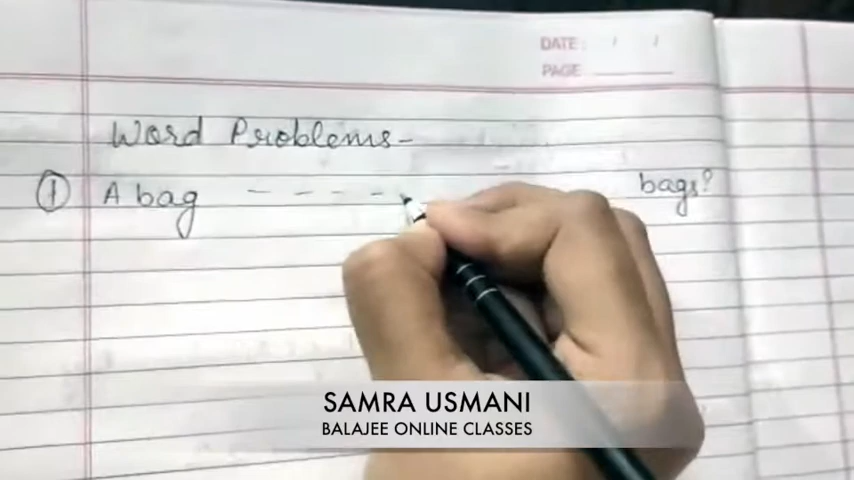 DATE: / /
PAGE
Word Problems-
① A bag - - - - bags?
SAMRA USMANI
BALAJEE ONLINE CLASSES